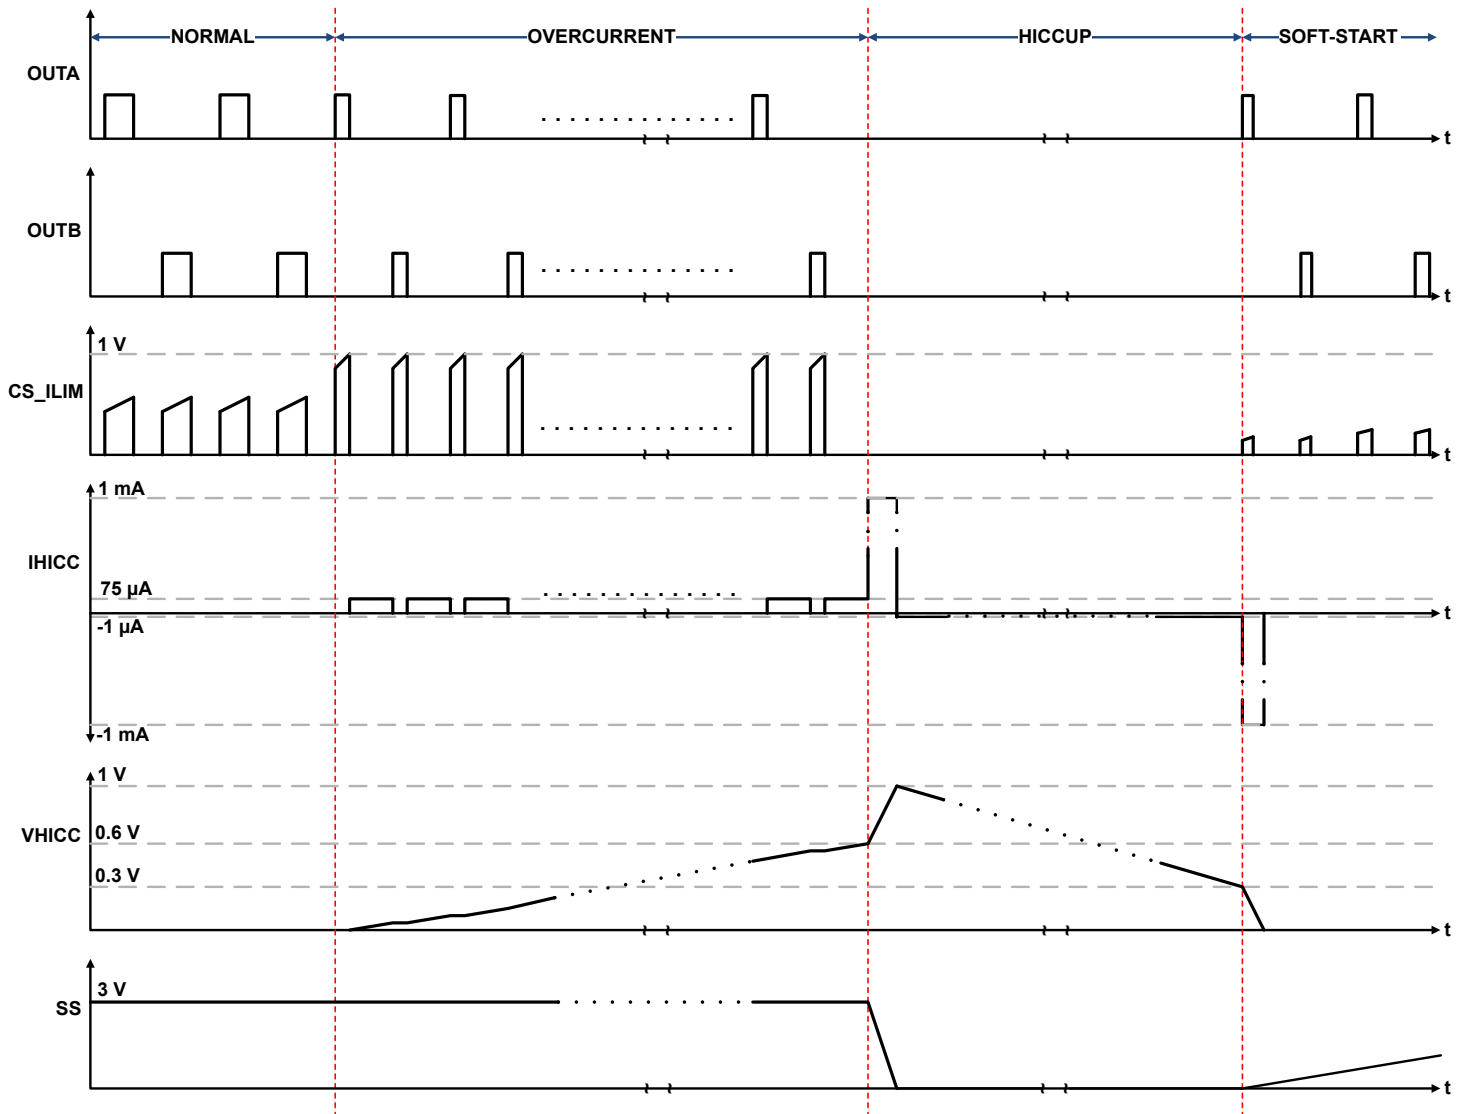 NORMAL OVERCURRENT HICCUP SOFT-START
OUTA
t
OUTB
t
1 V
CS_ILIM
t
1 mA
IHICC
75 µA
t
-1 µA
-1 mA
1 V
VHICC
0.6 V
0.3 V
t
3 V
SS
t